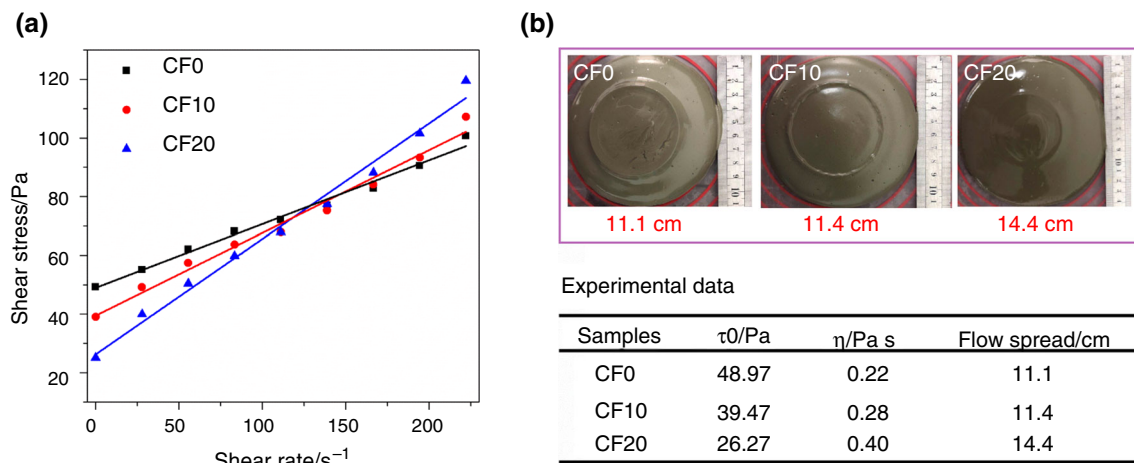 (a)
CF0
CF10
CF20
120
100
80
60
40
20
Shear stress/Pa
0 50 100 150 200
Shear rate/s⁻¹
(b)
CF0 CF10 CF20
11.1 cm 11.4 cm 14.4 cm
Experimental data
Samples τ0/Pa η/Pa s Flow spread/cm
CF0 48.97 0.22 11.1
CF10 39.47 0.28 11.4
CF20 26.27 0.40 14.4